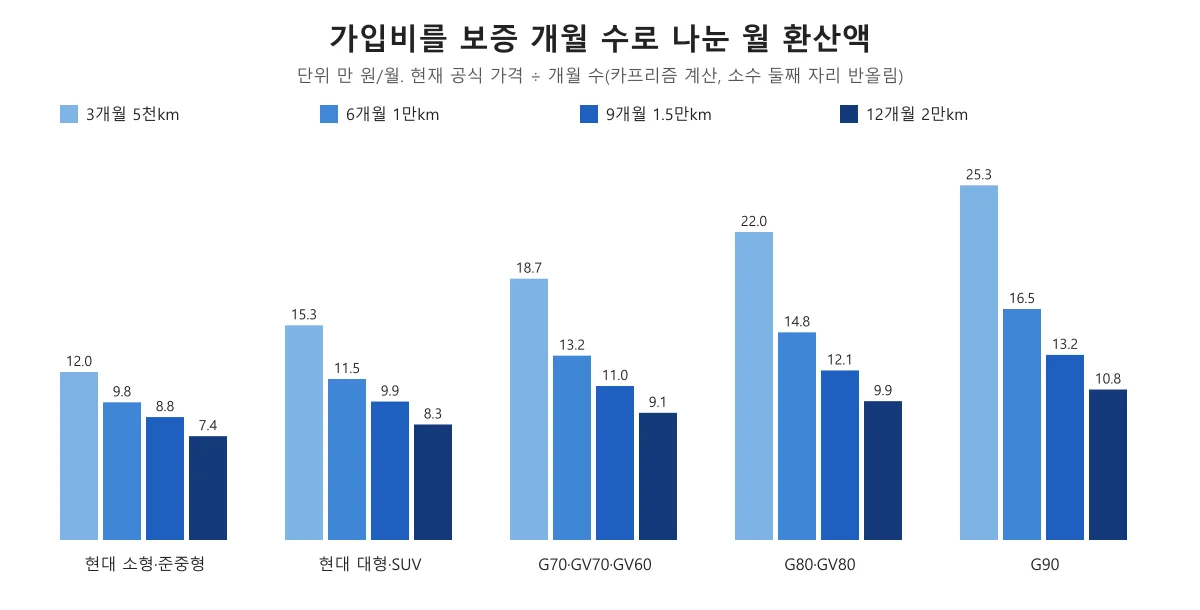 가입비를 보증 개월 수로 나눈 월 환산액
단위 만 원/월. 현재 공식 가격 ÷ 개월 수(카프리즘 계산, 소수 둘째 자리 반올림)
3개월 5천km
6개월 1만km
9개월 1.5만km
12개월 2만km
12.0
9.8
8.8
7.4
15.3
11.5
9.9
8.3
18.7
13.2
11.0
9.1
22.0
14.8
12.1
9.9
25.3
16.5
13.2
10.8
현대 소형·준중형
현대 대형·SUV
G70·GV70·GV60
G80·GV80
G90